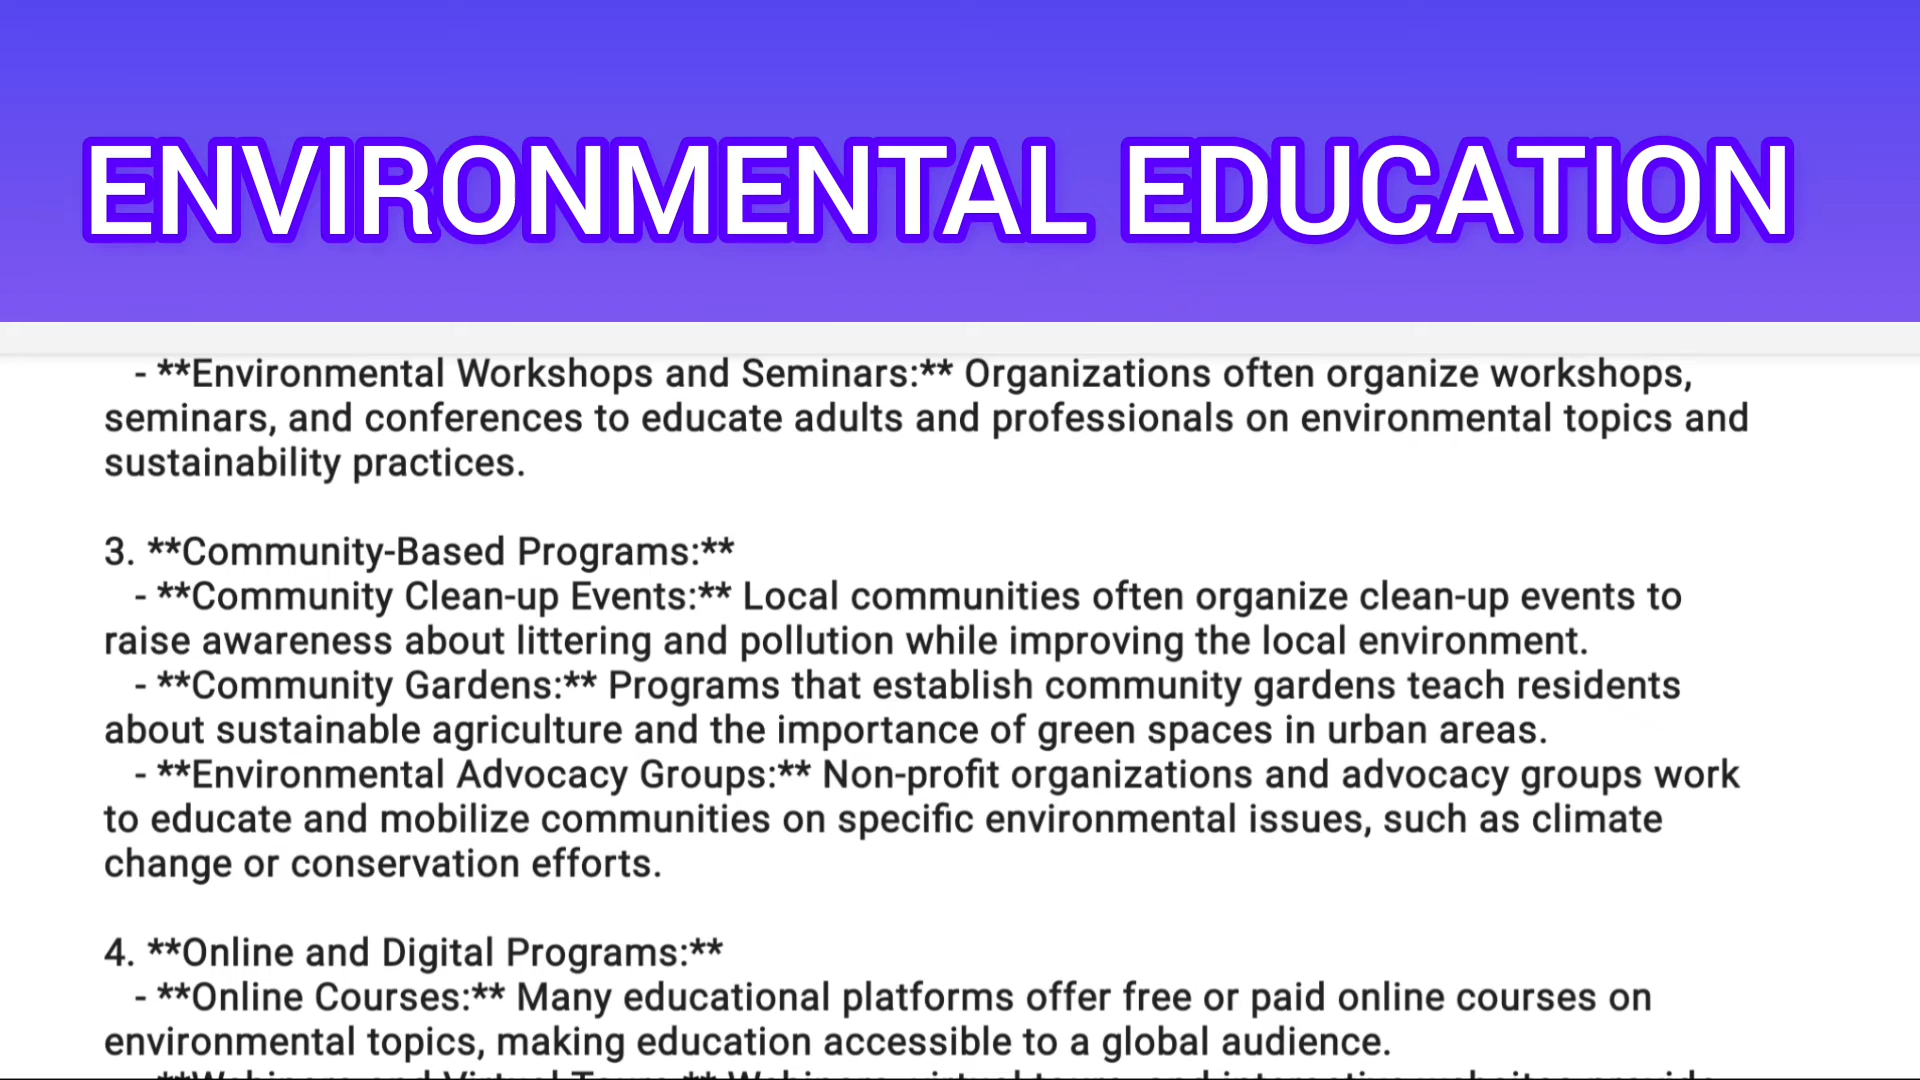 ENVIRONMENTAL EDUCATION
- **Environmental Workshops and Seminars:** Organizations often organize workshops,
seminars, and conferences to educate adults and professionals on environmental topics and
sustainability practices.
3. **Community-Based Programs:**
- **Community Clean-up Events:** Local communities often organize clean-up events to
raise awareness about littering and pollution while improving the local environment.
- **Community Gardens:** Programs that establish community gardens teach residents
about sustainable agriculture and the importance of green spaces in urban areas.
- **Environmental Advocacy Groups:** Non-profit organizations and advocacy groups work
to educate and mobilize communities on specific environmental issues, such as climate
change or conservation efforts.
4. **Online and Digital Programs:**
- **Online Courses:** Many educational platforms offer free or paid online courses on
environmental topics, making education accessible to a global audience.